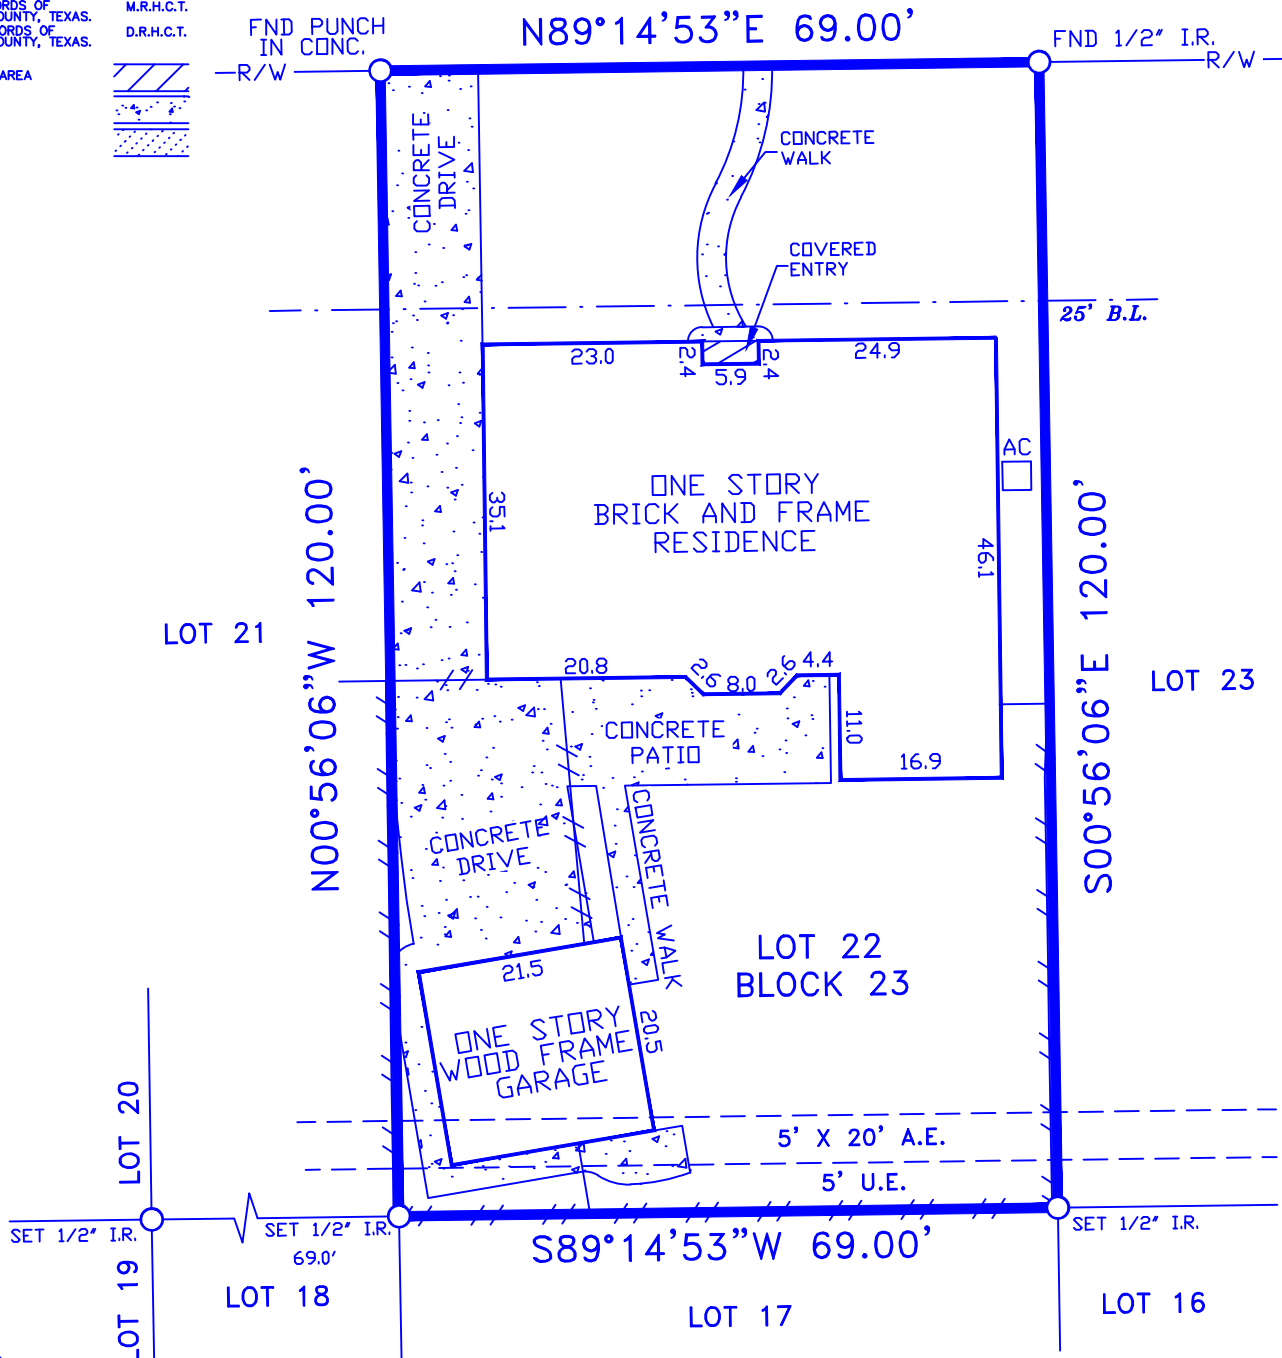 RDS OF
M.R.H.C.T.
OUNTY, TEXAS.
ORDS OF
D.R.H.C.T.
OUNTY, TEXAS.
AREA
FND PUNCH
IN CONC.
R/W
N89°14'53"E 69.00'
FND 1/2" I.R.
R/W
CONCRETE
DRIVE
CONCRETE
WALK
COVERED
ENTRY
25' B.L.
23.0
2.4
5.9
2.4
24.9
AC
ONE STORY
BRICK AND FRAME
RESIDENCE
35.1
46.1
N00°56'06"W 120.00'
S00°56'06"E 120.00'
LOT 21
LOT 23
20.8
2.6
8.0
2.6
4.4
11.0
16.9
CONCRETE
PATIO
CONCRETE
DRIVE
CONCRETE WALK
LOT 22
BLOCK 23
21.5
20.5
ONE STORY
WOOD FRAME
GARAGE
LOT 20
5' X 20' A.E.
5' U.E.
SET 1/2" I.R.
SET 1/2" I.R.
69.0'
S89°14'53"W 69.00'
SET 1/2" I.R.
LOT 19
LOT 18
LOT 17
LOT 16